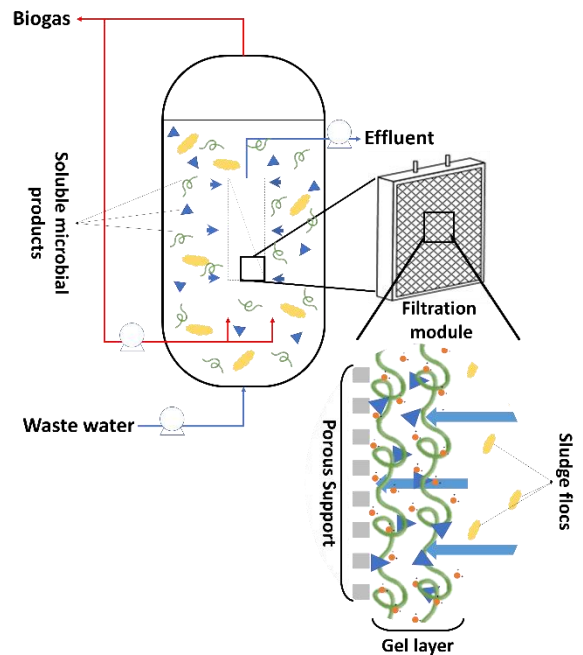 Biogas
Effluent
Soluble microbial
products
Filtration
module
Waste water
Porous Support
Sludge flocs
Gel layer